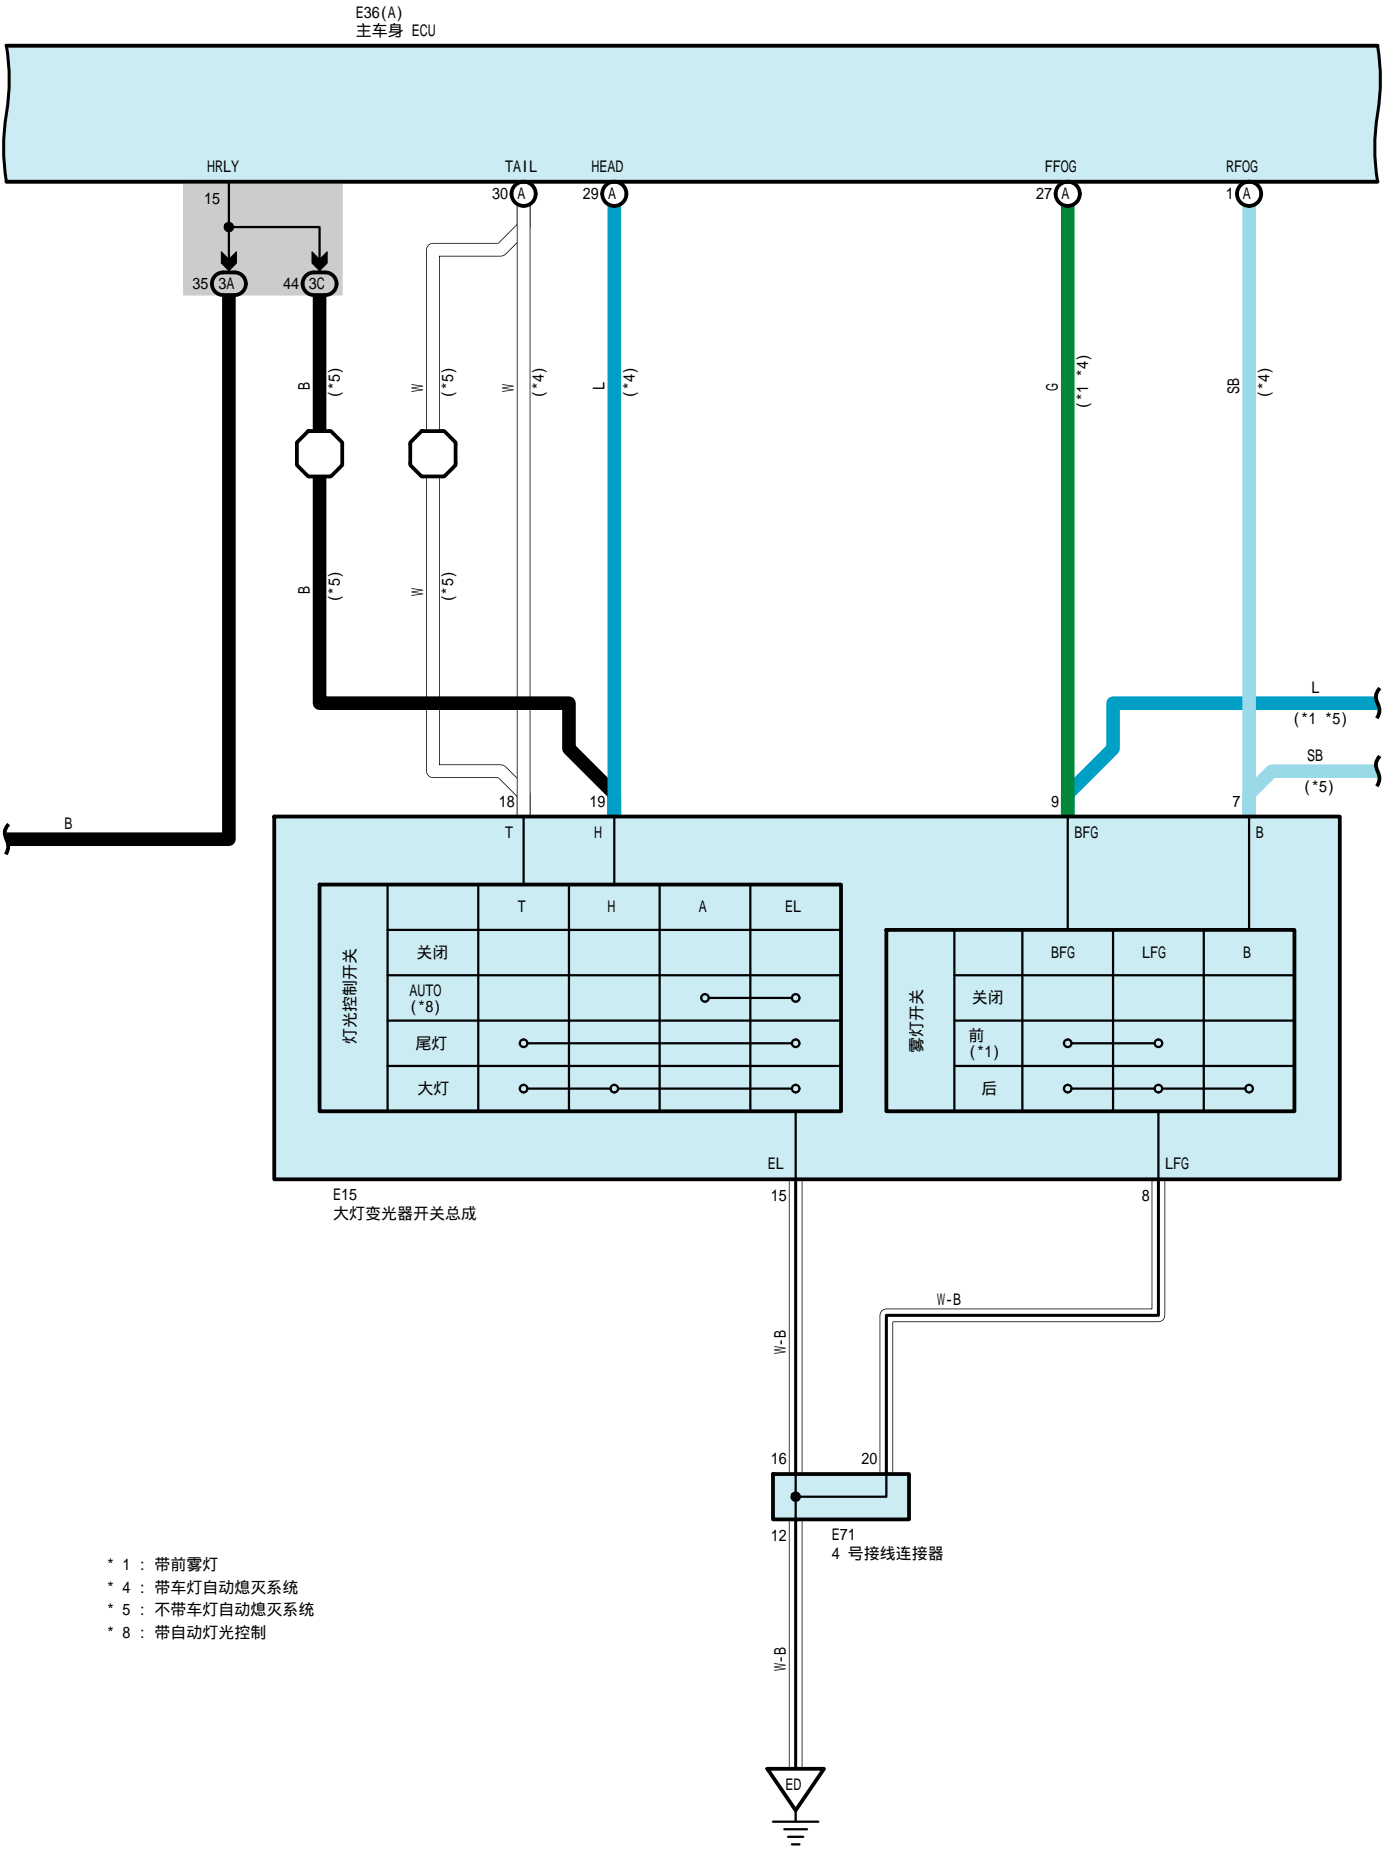 E36(A)
主车身 ECU
HRLY
TAIL
HEAD
FFOG
RFOG
15
30 A
29 A
27 A
1 A
35 3A
44 3C
B
(*5)
W
(*5)
W
(*4)
L
(*4)
G
(*1 *4)
SB
(*4)
B
(*5)
W
(*5)
L
(*1 *5)
SB
(*5)
18
19
9
7
B
T
H
BFG
B
灯光控制开关
T H A EL
关闭
AUTO
(*8)
尾灯
大灯
雾灯开关
BFG LFG B
关闭
前
(*1)
后
EL
LFG
E15
大灯变光器开关总成
15
8
W-B
W-B
16
20
12
E71
4 号接线连接器
W-B
ED
* 1 : 带前雾灯
* 4 : 带车灯自动熄灭系统
* 5 : 不带车灯自动熄灭系统
* 8 : 带自动灯光控制